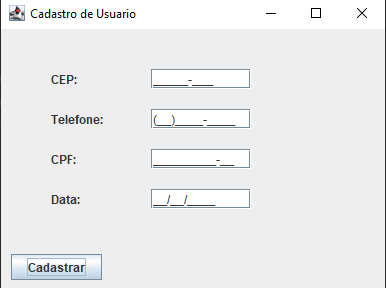 Cadastro de Usuario
CEP: _____-___
Telefone: (__)____-____
CPF: _________-__
Data: __/__/____
Cadastrar